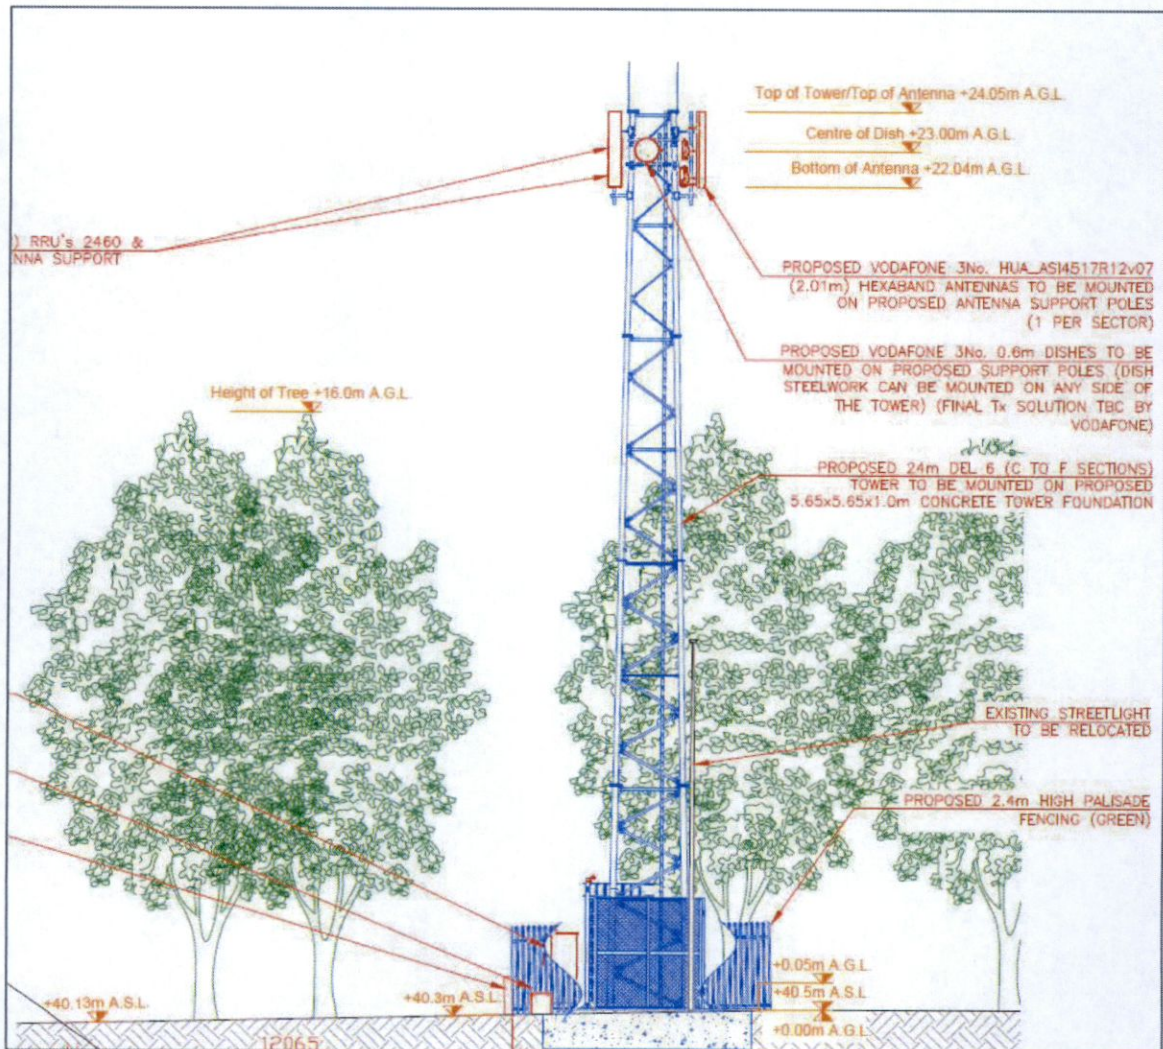 Top of Tower/Top of Antenna +24.05m A.G.L.
Centre of Dish +23.00m A.G.L.
Bottom of Antenna +22.04m A.G.L.
) RRU's 2460 &
NNA SUPPORT
PROPOSED VODAFONE 3No. HUA_ASI4517R12v07
(2.01m) HEXABAND ANTENNAS TO BE MOUNTED
ON PROPOSED ANTENNA SUPPORT POLES
(1 PER SECTOR)
PROPOSED VODAFONE 3No. 0.6m DISHES TO BE
MOUNTED ON PROPOSED SUPPORT POLES (DISH
STEELWORK CAN BE MOUNTED ON ANY SIDE OF
THE TOWER) (FINAL Tx SOLUTION TBC BY
VODAFONE)
Height of Tree +16.0m A.G.L.
PROPOSED 24m DEL 6 (C TO F SECTIONS)
TOWER TO BE MOUNTED ON PROPOSED
5.65x5.65x1.0m CONCRETE TOWER FOUNDATION
EXISTING STREETLIGHT
TO BE RELOCATED
PROPOSED 2.4m HIGH PALISADE
FENCING (GREEN)
+0.05m A.G.L.
+40.13m A.S.L.
+40.3m A.S.L.
+40.5m A.S.L.
+0.00m A.G.L.
12065